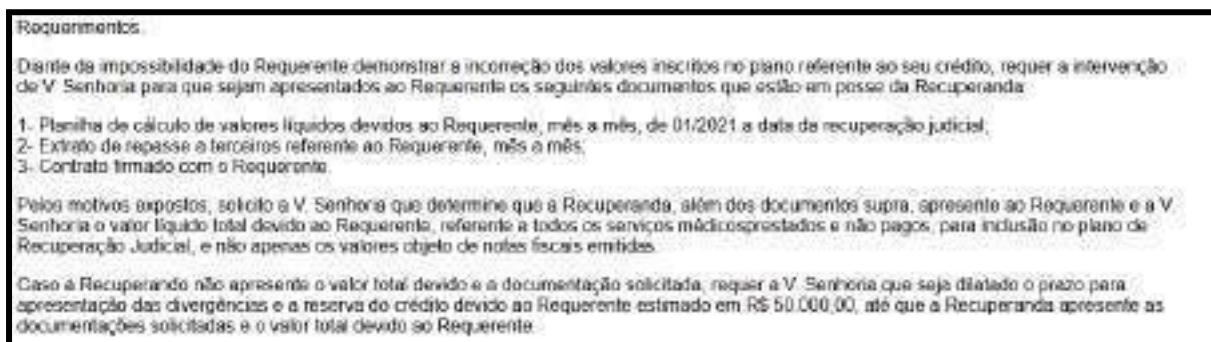 Requerimentos.
Diante da impossibilidade do Requerente demonstrar a incorreção dos valores inscritos no plano referente ao seu crédito, requer a intervenção
de V. Senhoria para que sejam apresentados ao Requerente os seguintes documentos que estão em posse da Recuperanda:
1- Planilha de cálculo de valores líquidos devidos ao Requerente, mês a mês, de 01/2021 a data da recuperação judicial;
2- Extrato de repasse a terceiros referente ao Requerente, mês a mês;
3- Contrato firmado com o Requerente.
Pelos motivos expostos, solicito a V. Senhoria que determine que a Recuperanda, além dos documentos supra, apresente ao Requerente e a V.
Senhoria o valor líquido total devido ao Requerente, referente a todos os serviços médicosprestados e não pagos, para inclusão no plano de
Recuperação Judicial, e não apenas os valores objeto de notas fiscais emitidas.
Caso a Recuperando não apresente o valor total devido e a documentação solicitada, requer a V. Senhoria que seja dilatado o prazo para
apresentação das divergências e a reserva do crédito devido ao Requerente estimado em R$ 50.000,00, até que a Recuperanda apresente as
documentações solicitadas e o valor total devido ao Requerente.